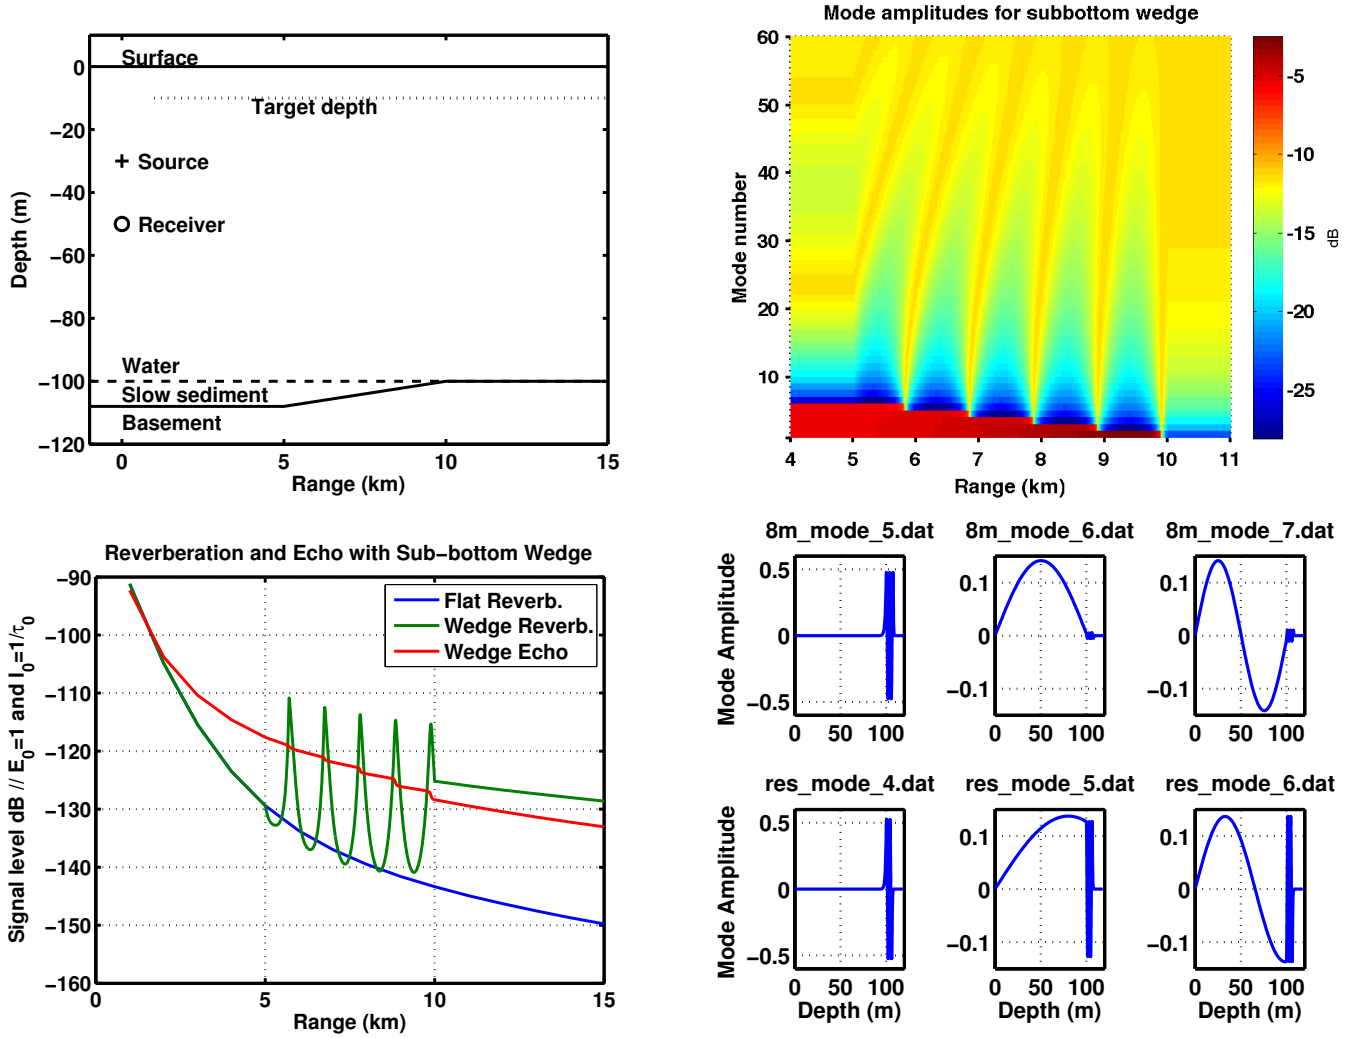 Surface
0
Target depth
−20
+ Source
−40
Receiver
−60
−80
Water
−100
Slow sediment
Basement
−120
0 5 10 15
Range (km)
Depth (m)
Mode amplitudes for subbottom wedge
60
50
40
30
20
10
4 5 6 7 8 9 10 11
Range (km)
Mode number
-5
-10
-15
-20
-25
dB
Reverberation and Echo with Sub−bottom Wedge
−90
−100
−110
−120
−130
−140
−150
−160
Flat Reverb.
Wedge Reverb.
Wedge Echo
0 5 10 15
Range (km)
Signal level dB // E_0=1 and I_0=1/τ_0
8m_mode_5.dat
0.5
0
−0.5
0 50 100
Mode Amplitude
8m_mode_6.dat
0.1
0
−0.1
0 50 100
8m_mode_7.dat
0.1
0
−0.1
0 50 100
res_mode_4.dat
0.5
0
−0.5
0 50 100
Depth (m)
Mode Amplitude
res_mode_5.dat
0.1
0
−0.1
0 50 100
Depth (m)
res_mode_6.dat
0.1
0
−0.1
0 50 100
Depth (m)